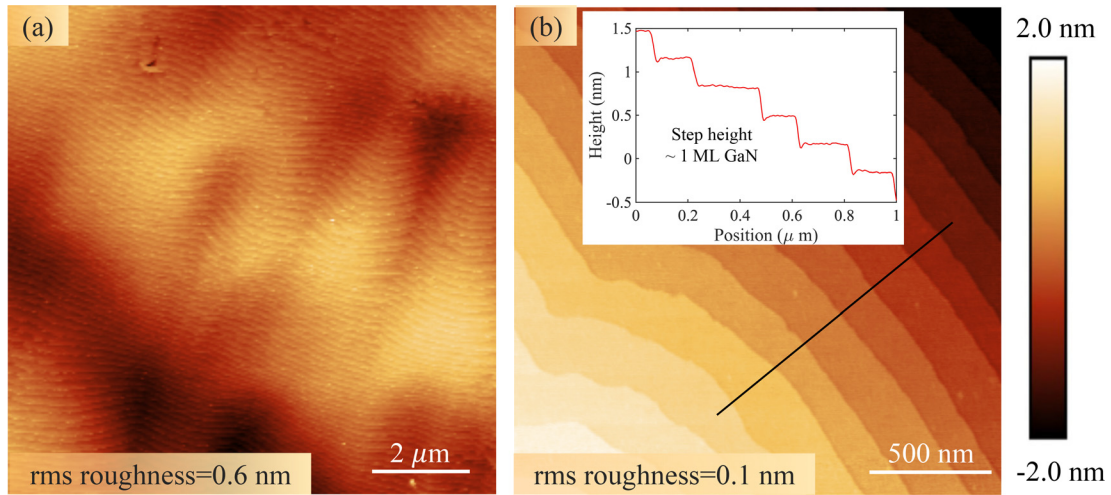 (a)
rms roughness=0.6 nm
2 μm
(b)
1.5
1
0.5
0
-0.5
Height (nm)
Step height
~ 1 ML GaN
0
0.2
0.4
0.6
0.8
1
Position (μ m)
rms roughness=0.1 nm
500 nm
2.0 nm
-2.0 nm